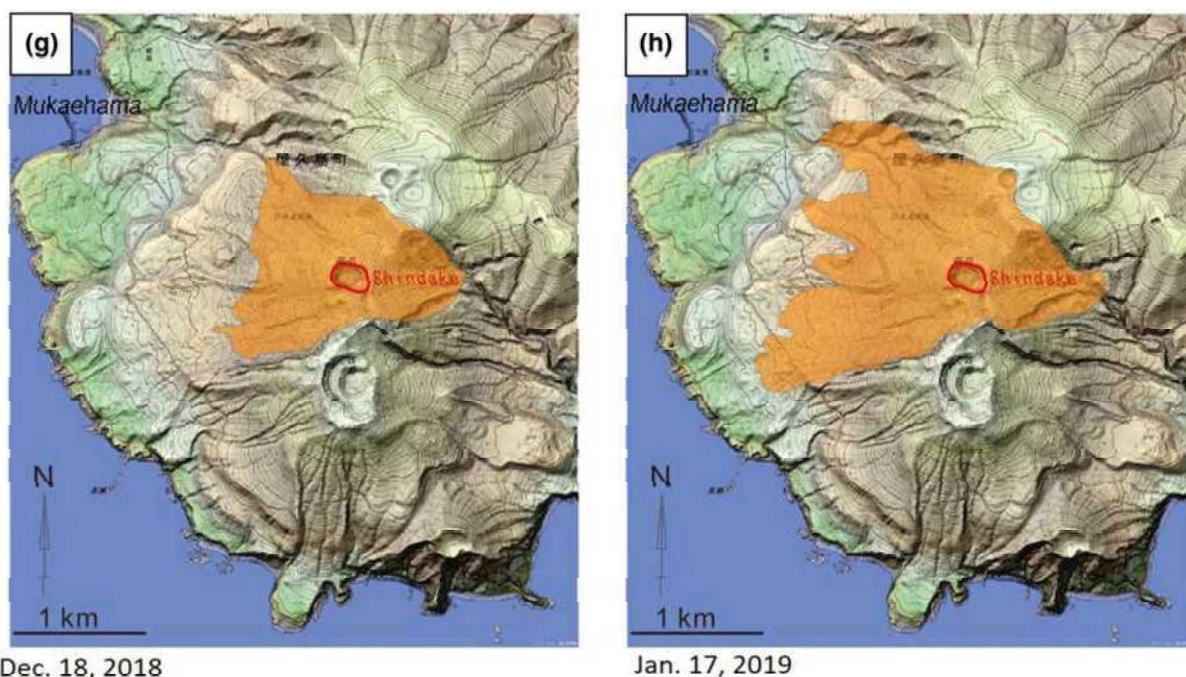 (g)
Mukaehama
屋久島町
Shindake
N
1 km
Dec. 18, 2018
(h)
Mukaehama
屋久島町
Shindake
N
1 km
Jan. 17, 2019